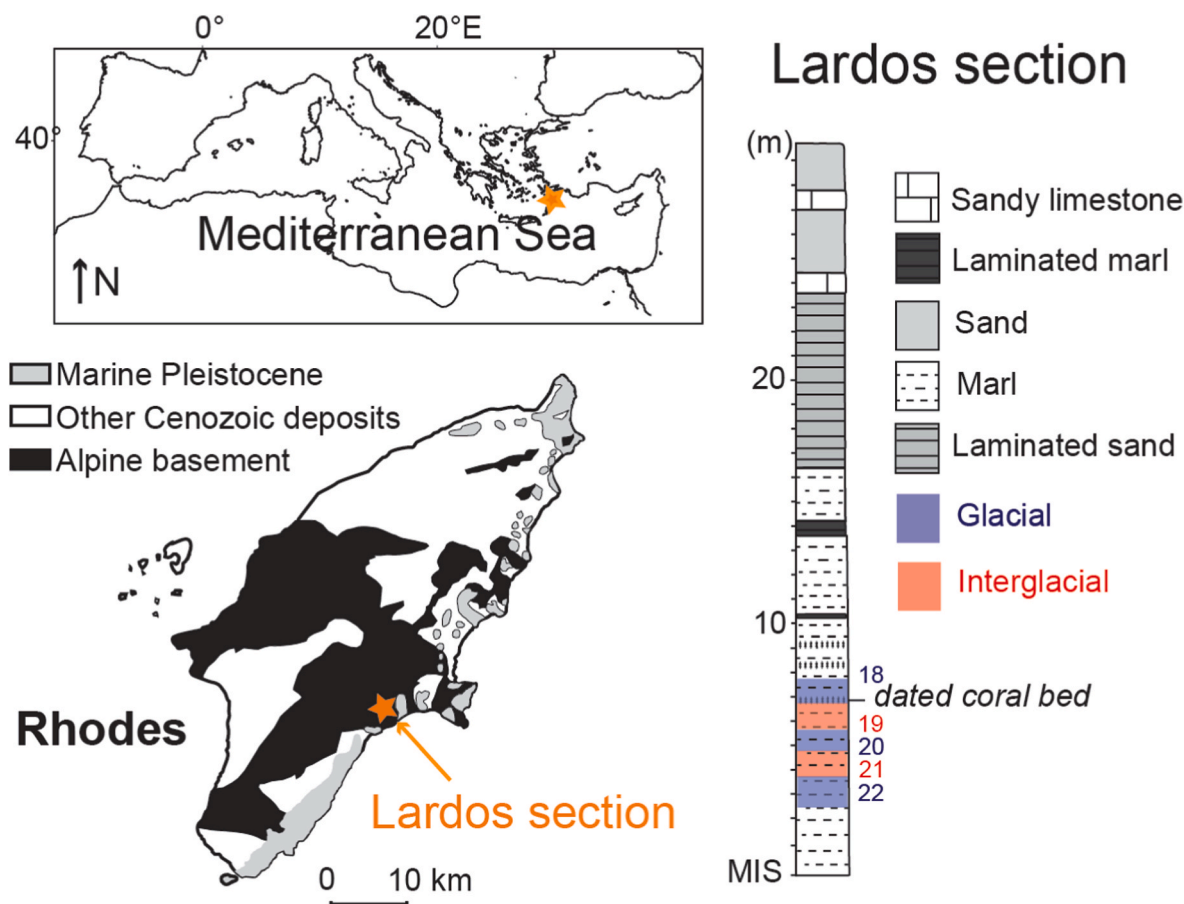 0°
20°E
40°
Mediterranean Sea
N
Marine Pleistocene
Other Cenozoic deposits
Alpine basement
Rhodes
Lardos section
0
10 km
Lardos section
(m)
20
10
MIS
18
dated coral bed
19
20
21
22
Sandy limestone
Laminated marl
Sand
Marl
Laminated sand
Glacial
Interglacial